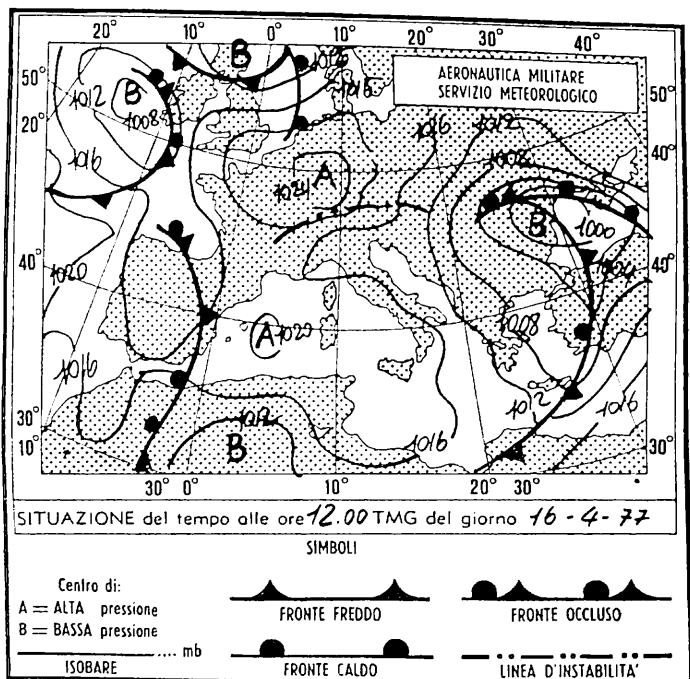 20° 10° 0° 10° 20° 30° 40°
AERONAUTICA MILITARE
SERVIZIO METEOROLOGICO
50° 50°
20°
B
B
1012
1008
1016
1016
1012
1016
1008
40°
A
1024
B
1000
1004
40° 40°
1020
A
1020
1008
1016
1012
1016
1012
1016
B
30° 30°
10°
30° 0° 10° 20° 30°
SITUAZIONE del tempo alle ore 12.00 TMG del giorno 16-4-77
SIMBOLI
Centro di:
A = ALTA pressione
B = BASSA pressione
.... mb
ISOBARE
FRONTE FREDDO
FRONTE OCCLUSO
FRONTE CALDO
LINEA D'INSTABILITA'